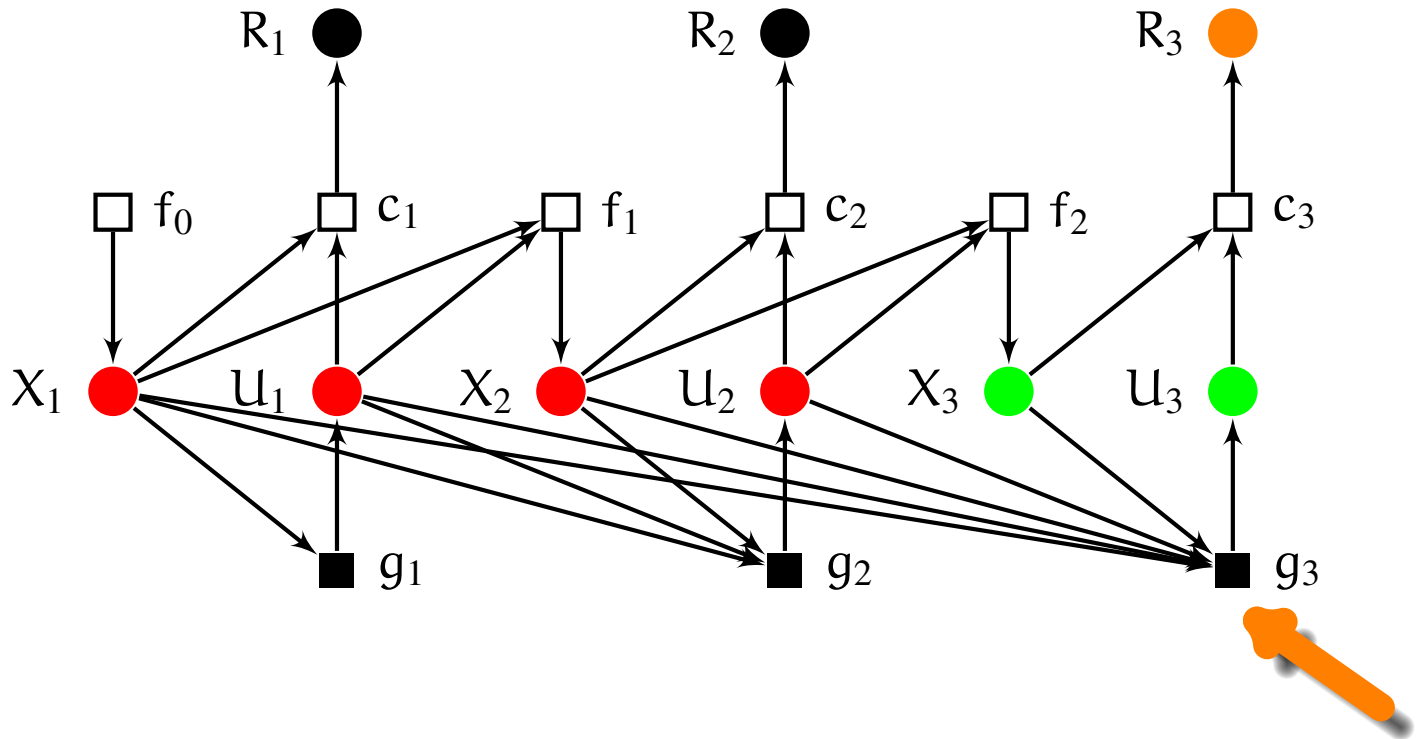 R₁ R₂ R₃
f₀ c₁ f₁ c₂ f₂ c₃
X₁ U₁ X₂ U₂ X₃ U₃
g₁ g₂ g₃